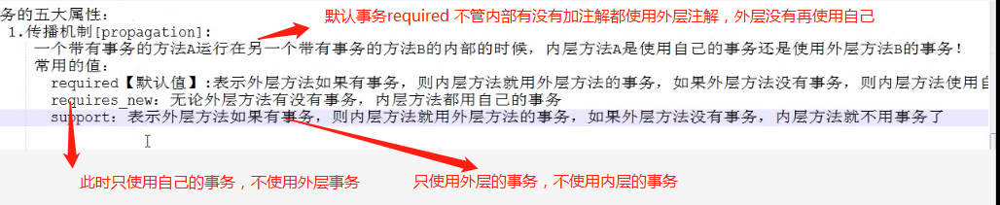 务的五大属性：
默认事务required 不管内部有没有加注解都使用外层注解，外层没有再使用自己
1.传播机制[propagation]：
一个带有事务的方法A运行在另一个带有事务的方法B的内部的时候，内层方法A是使用自己的事务还是使用外层方法B的事务！
常用的值：
required【默认值】:表示外层方法如果有事务，则内层方法就用外层方法的事务，如果外层方法没有事务，则内层方法使用自
requires_new：无论外层方法有没有事务，内层方法都用自己的事务
support：表示外层方法如果有事务，则内层方法就用外层方法的事务，如果外层方法没有事务，内层方法就不用事务了
此时只使用自己的事务，不使用外层事务
只使用外层的事务，不使用内层的事务